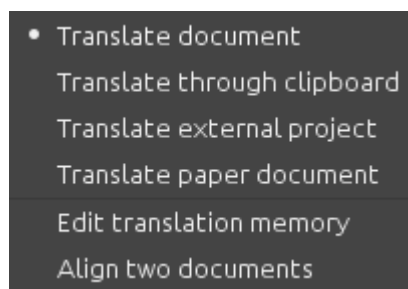 Translate document
Translate through clipboard
Translate external project
Translate paper document
Edit translation memory
Align two documents